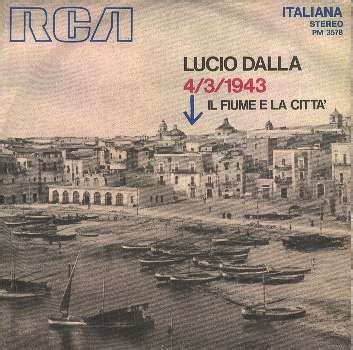 RCA
ITALIANA
STEREO
PM 3578
LUCIO DALLA
4/3/1943
IL FIUME E LA CITTA'